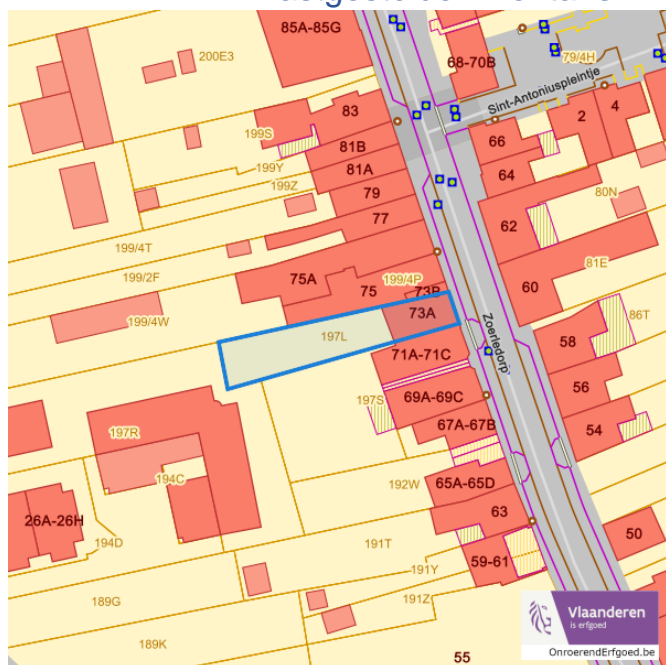 85A-85G
68-70B
79/4H
200E3
Sint-Antoniuspleintje
83
2
4
199S
81B
66
81A
199Y
64
199Z
79
80N
77
62
199/4T
81E
199/2F
75A
199/4P
60
75
73B
73A
86T
199/4W
197L
Zoerledorp
58
71A-71C
56
197S
69A-69C
67A-67B
54
197R
194C
192W
65A-65D
26A-26H
63
50
194D
191T
59-61
191Y
189G
191Z
Vlaanderen
is erfgoed
189K
55
OnroerendErfgoed.be